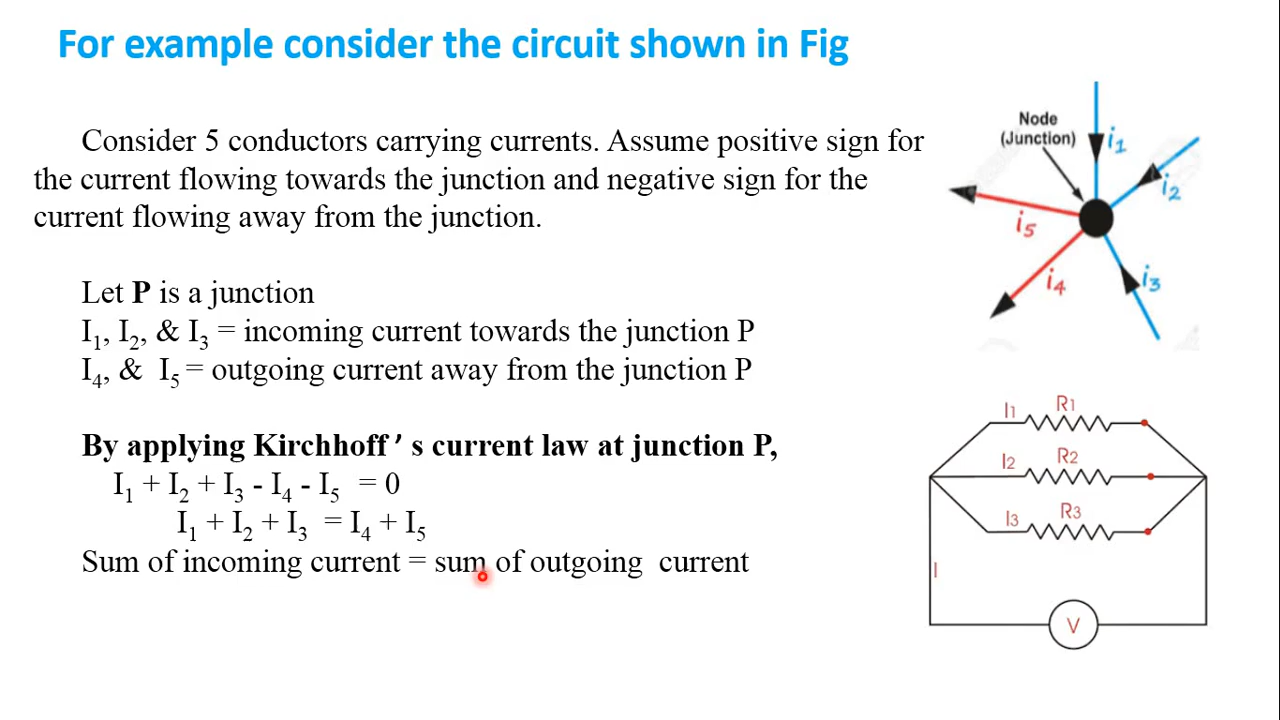 For example consider the circuit shown in Fig
Consider 5 conductors carrying currents. Assume positive sign for
the current flowing towards the junction and negative sign for the
current flowing away from the junction.
Let P is a junction
I₁, I₂, & I₃ = incoming current towards the junction P
I₄, & I₅ = outgoing current away from the junction P
By applying Kirchhoff’s current law at junction P,
I₁ + I₂ + I₃ - I₄ - I₅ = 0
I₁ + I₂ + I₃ = I₄ + I₅
Sum of incoming current = sum of outgoing current
Node
(Junction)
i₁
i₂
i₅
i₄
i₃
I1 R1
I2 R2
I3 R3
I
V